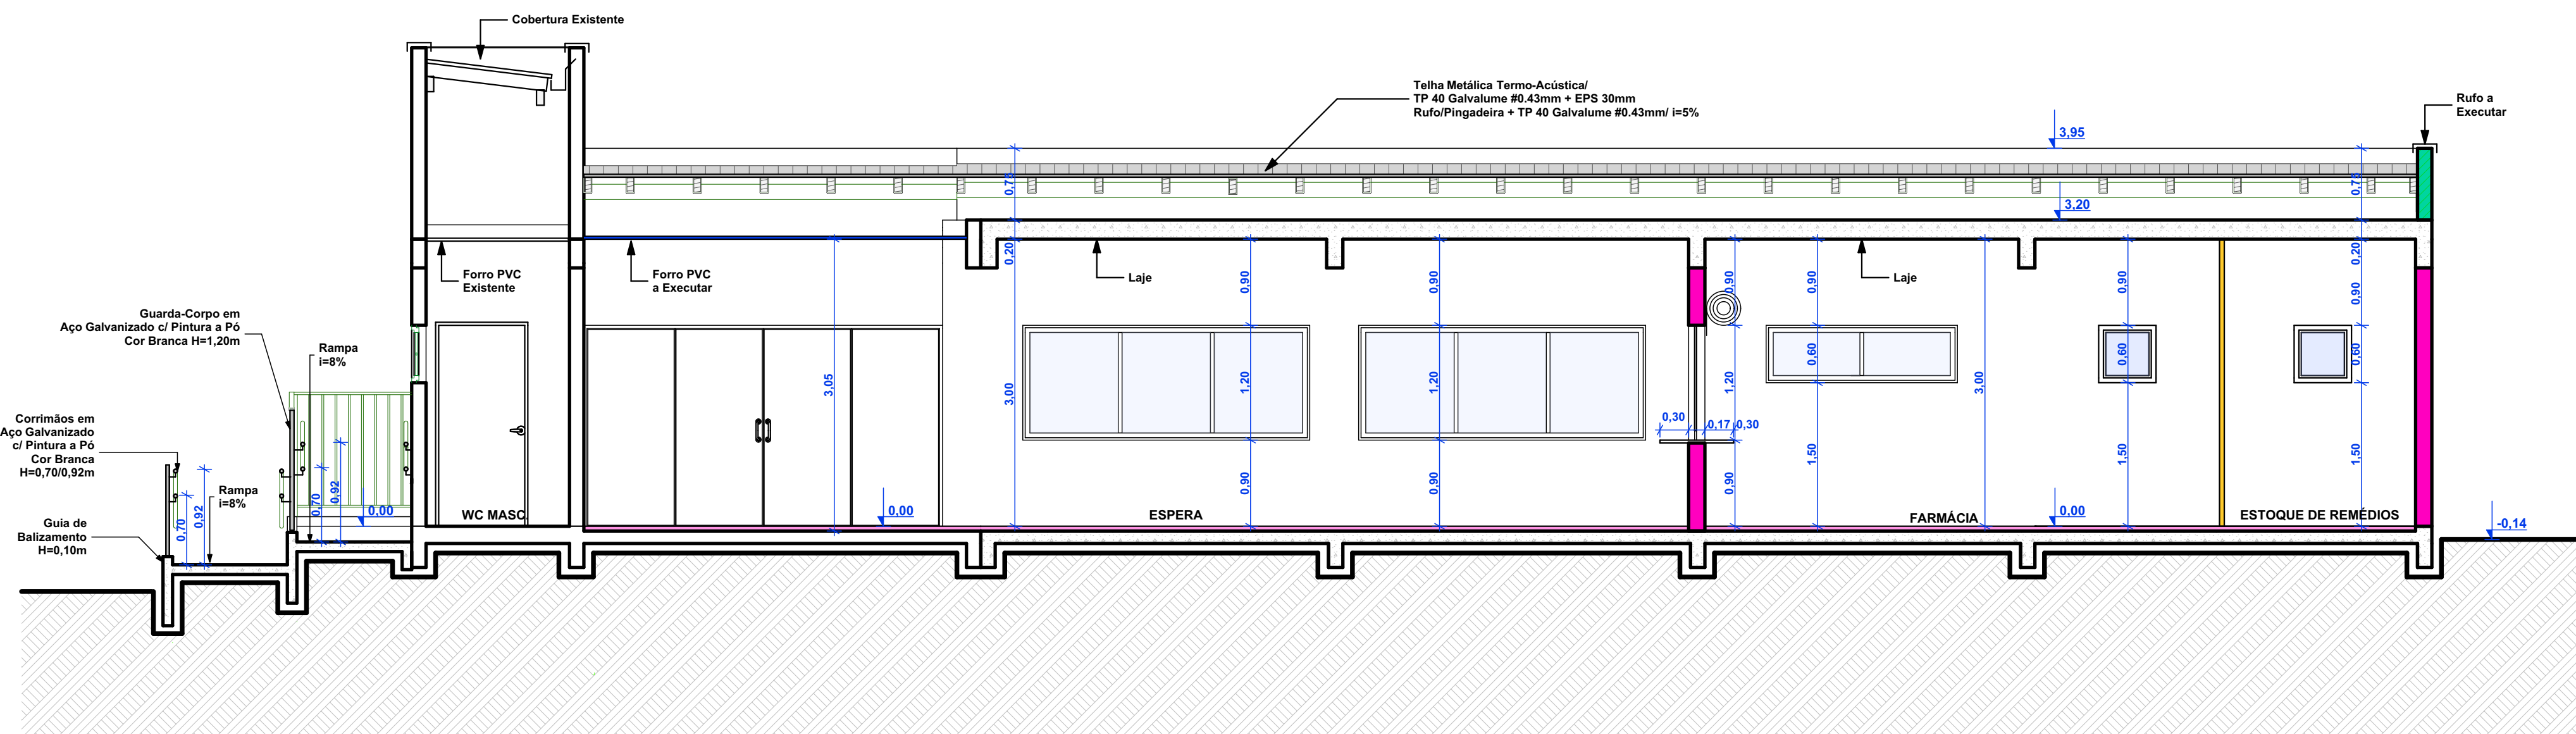 Cobertura Existente
Telha Metálica Termo-Acústica/
TP 40 Galvalume #0.43mm + EPS 30mm
Rufo/Pingadeira + TP 40 Galvalume #0.43mm/ i=5%
Rufo a
Executar
3,95
3,20
Forro PVC
Existente
Forro PVC
a Executar
Laje
Laje
Guarda-Corpo em
Aço Galvanizado c/ Pintura a Pó
Cor Branca H=1,20m
Rampa
i=8%
Corrimãos em
Aço Galvanizado
c/ Pintura a Pó
Cor Branca
H=0,70/0,92m
Rampa
i=8%
Guia de
Balizamento
H=0,10m
0,70
0,92
0,70
0,92
0,00
WC MASC.
3,05
0,00
0,20
3,00
ESPERA
0,90
1,20
0,90
0,90
1,20
0,90
0,30
0,17
0,30
0,90
1,20
0,90
0,90
0,60
1,50
3,00
FARMÁCIA
0,00
0,90
0,60
1,50
ESTOQUE DE REMÉDIOS
0,20
0,90
0,60
1,50
-0,14